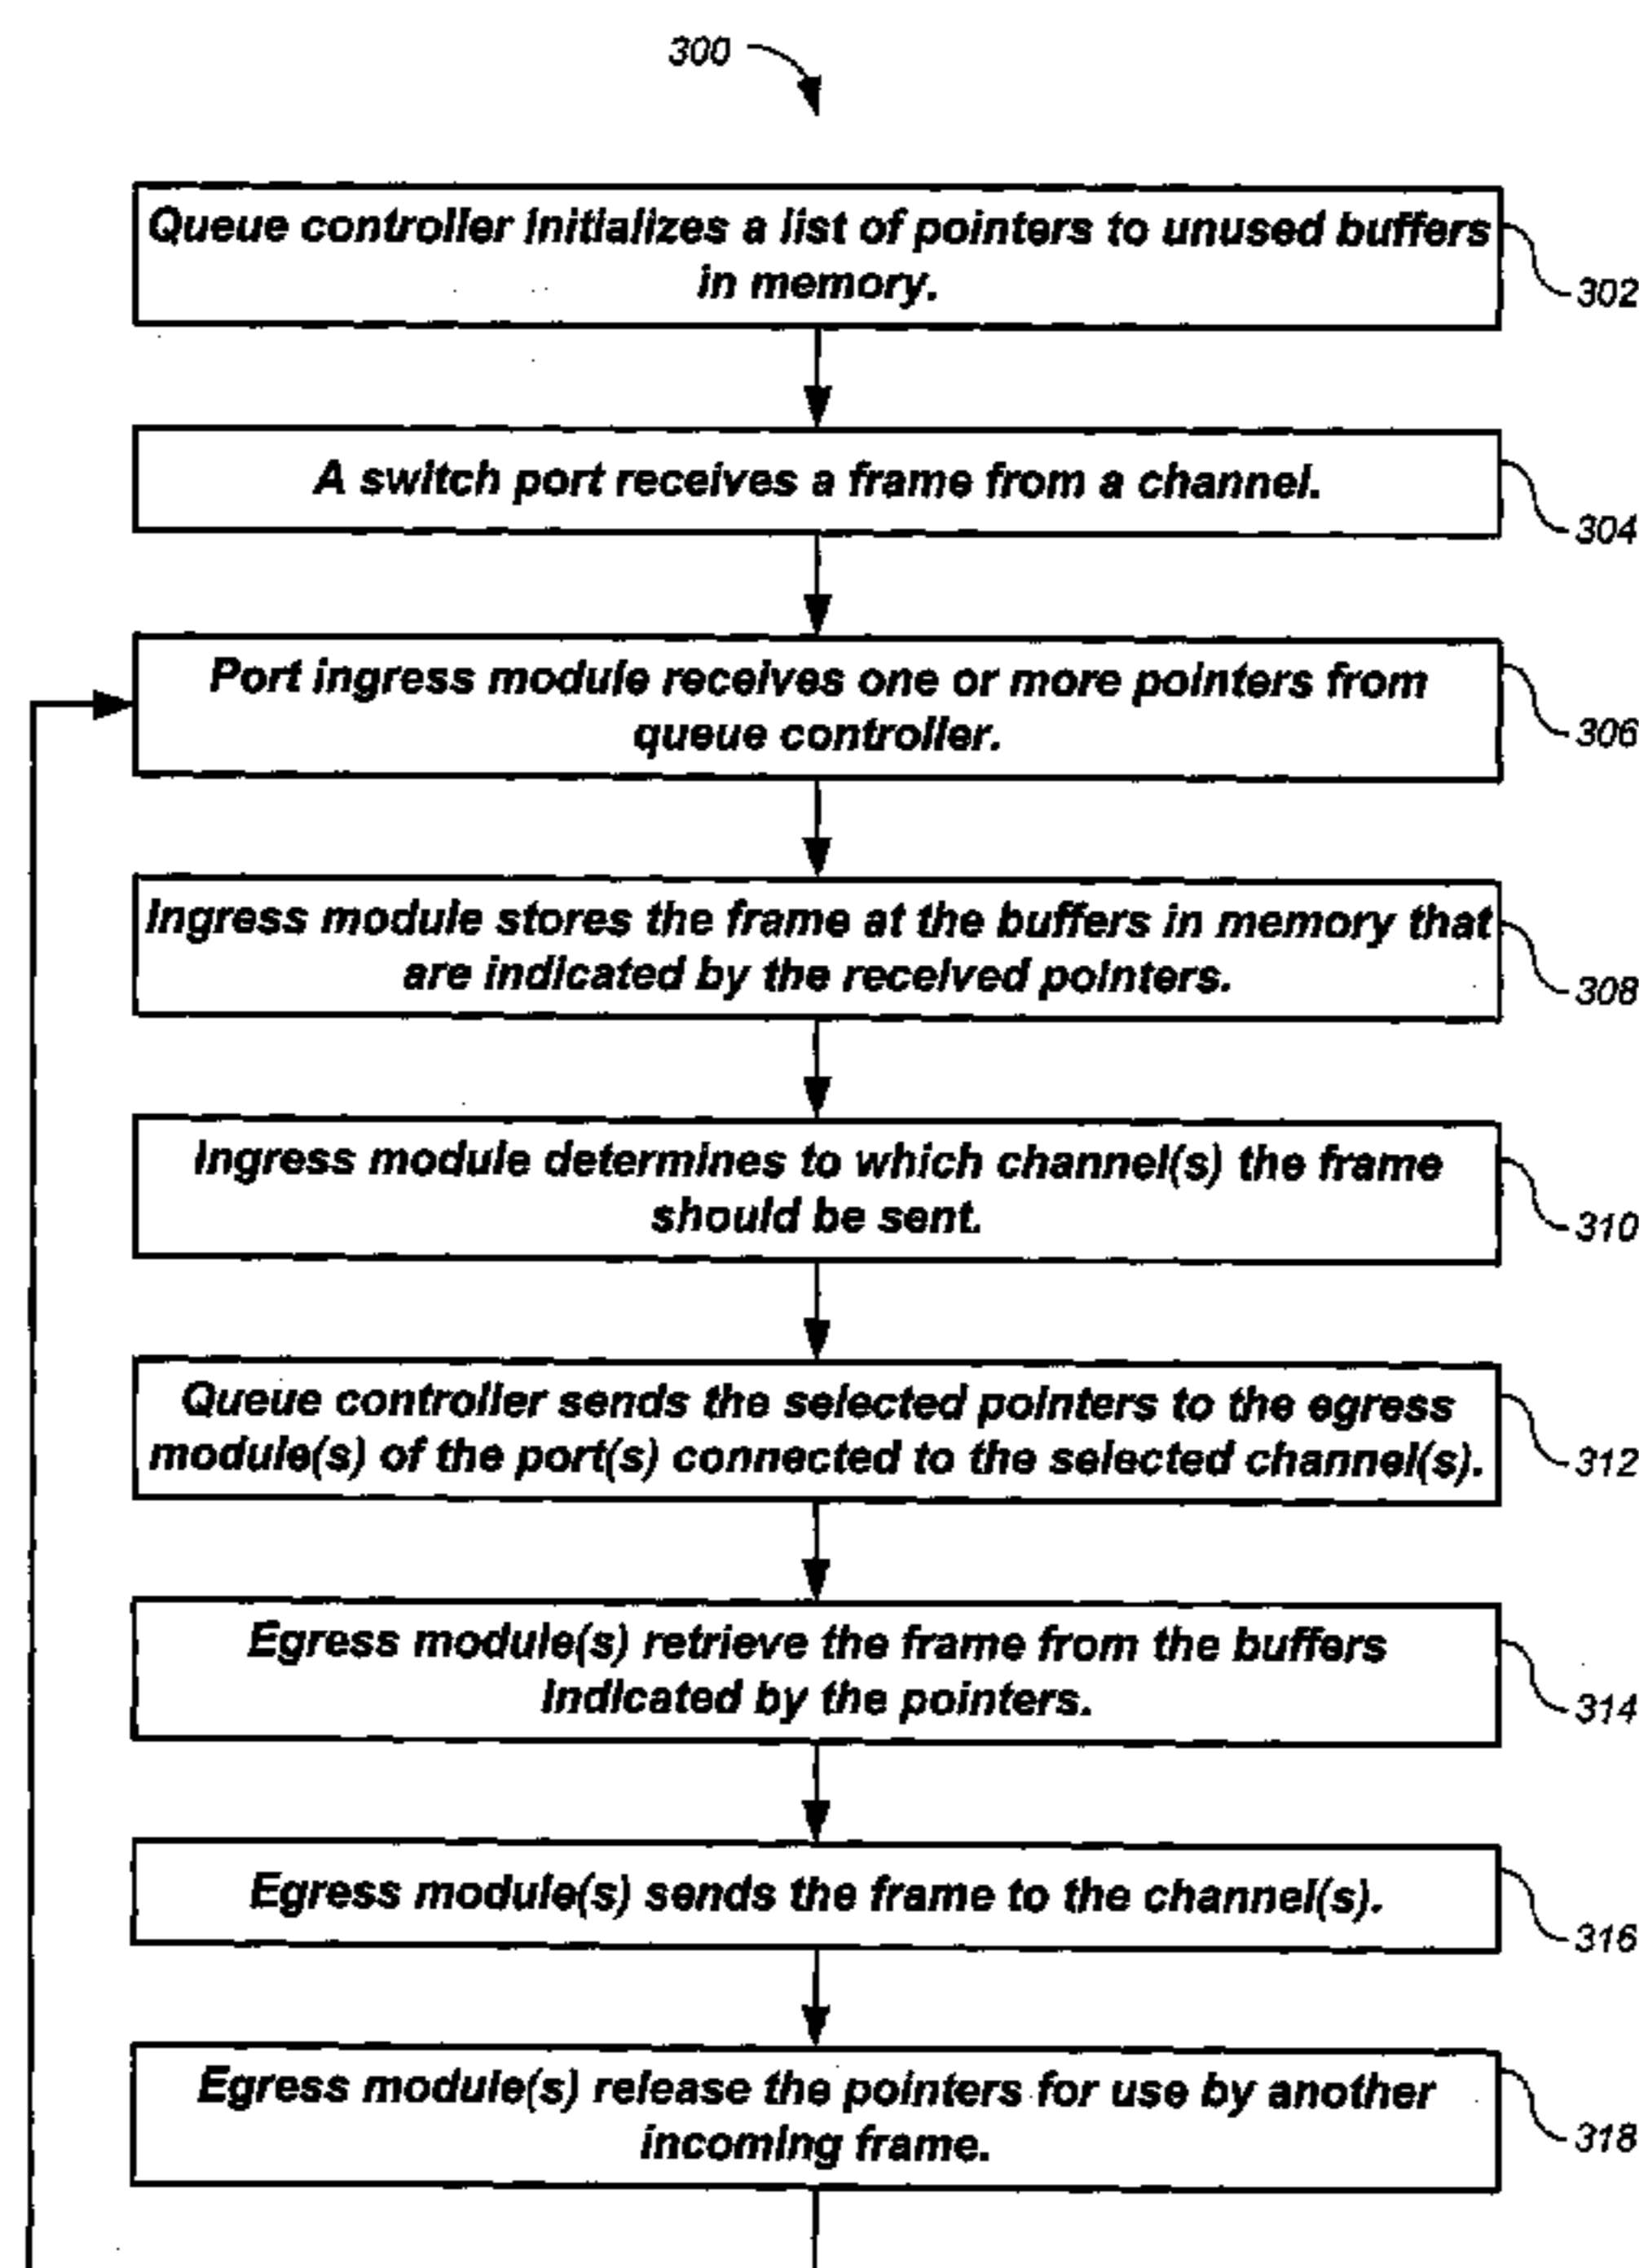 300
Queue controller initializes a list of pointers to unused buffers
in memory.
302
A switch port receives a frame from a channel.
304
Port ingress module receives one or more pointers from
queue controller.
306
Ingress module stores the frame at the buffers in memory that
are indicated by the received pointers.
308
Ingress module determines to which channel(s) the frame
should be sent.
310
Queue controller sends the selected pointers to the egress
module(s) of the port(s) connected to the selected channel(s).
312
Egress module(s) retrieve the frame from the buffers
indicated by the pointers.
314
Egress module(s) sends the frame to the channel(s).
316
Egress module(s) release the pointers for use by another
incoming frame.
318